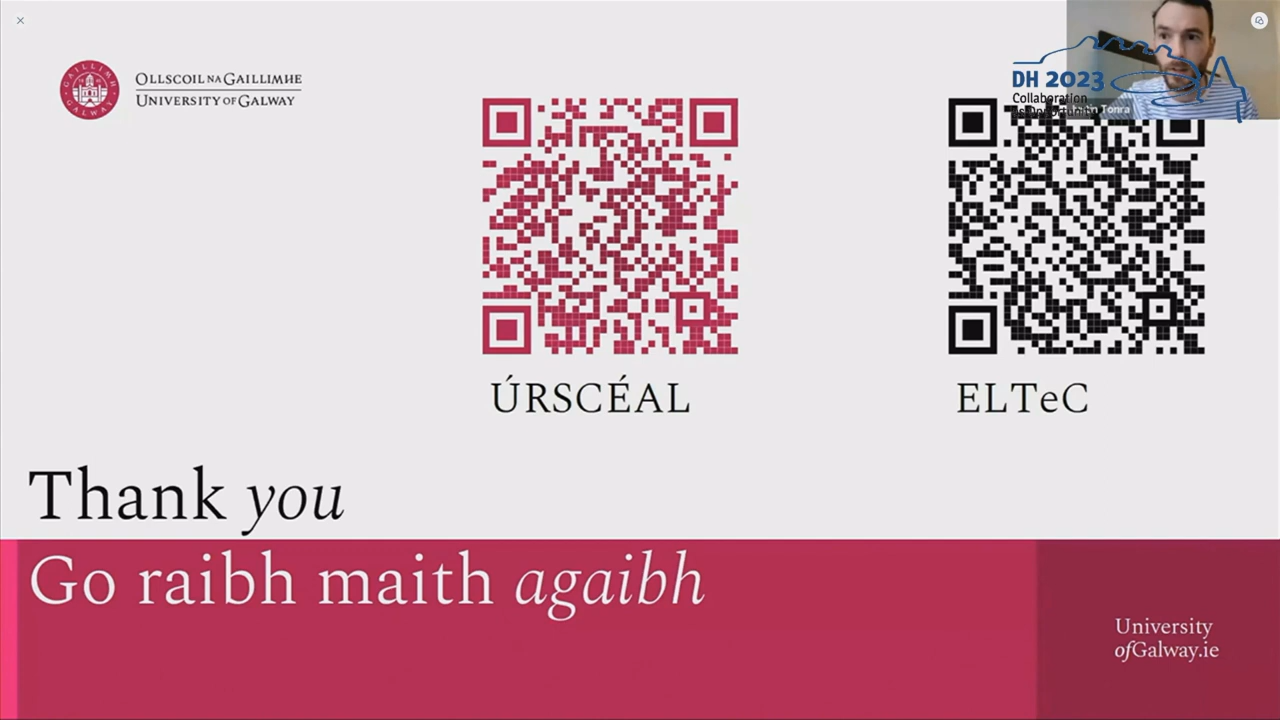 OLLSCOIL NA GAILLIMHE
UNIVERSITY OF GALWAY
DH 2023
Collaboration
Tonra
ÚRSCÉAL
ELTeC
Thank you
Go raibh maith agaibh
University
ofGalway.ie